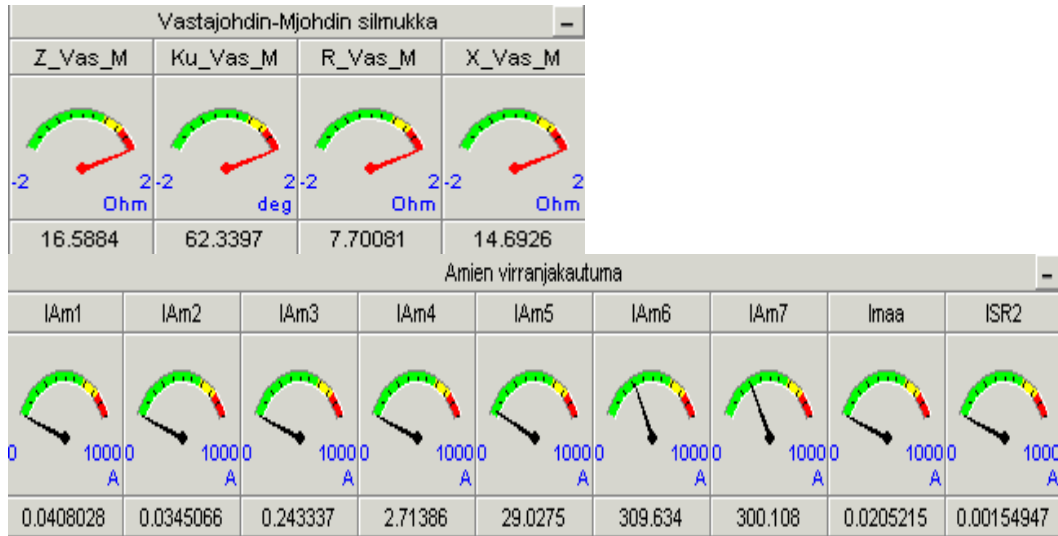 Vastajohdin-Mjohdin silmukka
Z_Vas_M Ku_Vas_M R_Vas_M X_Vas_M
-2 2 -2 2 -2 2 -2 2
Ohm deg Ohm Ohm
16.5884 62.3397 7.70081 14.6926
Amien virranjakautuma
IAm1 IAm2 IAm3 IAm4 IAm5 IAm6 IAm7 Imaa ISR2
0 1000 0 1000 0 1000 0 1000 0 1000 0 1000 0 1000 0 1000 0 1000
A A A A A A A A A
0.0408028 0.0345066 0.243337 2.71386 29.0275 309.634 300.108 0.0205215 0.00154947